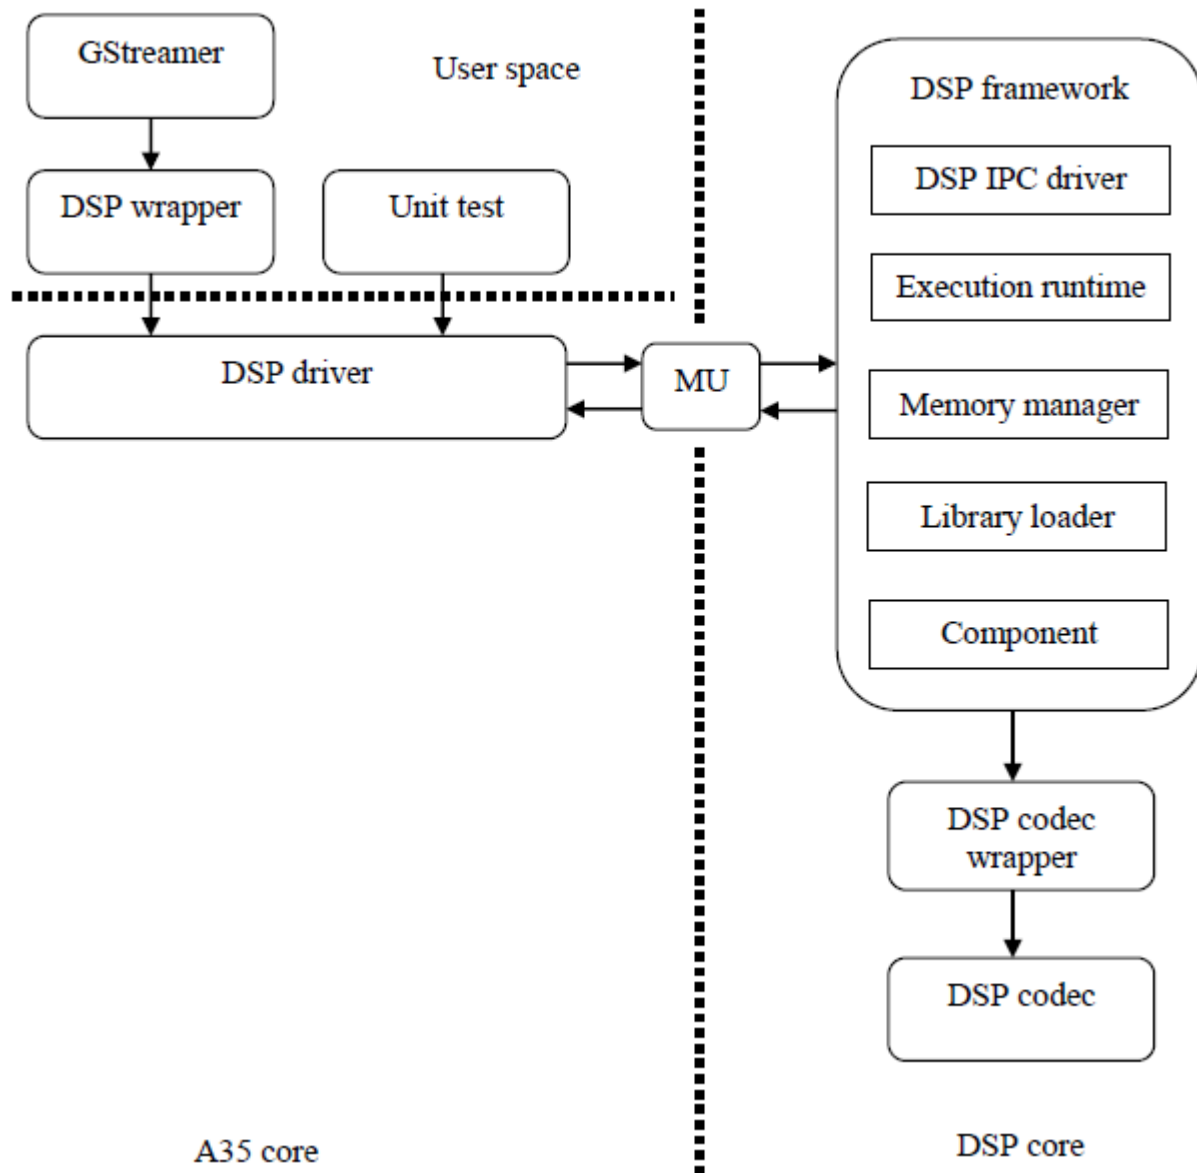 GStreamer
User space
DSP wrapper
Unit test
DSP driver
MU
DSP framework
DSP IPC driver
Execution runtime
Memory manager
Library loader
Component
DSP codec
wrapper
DSP codec
A35 core
DSP core